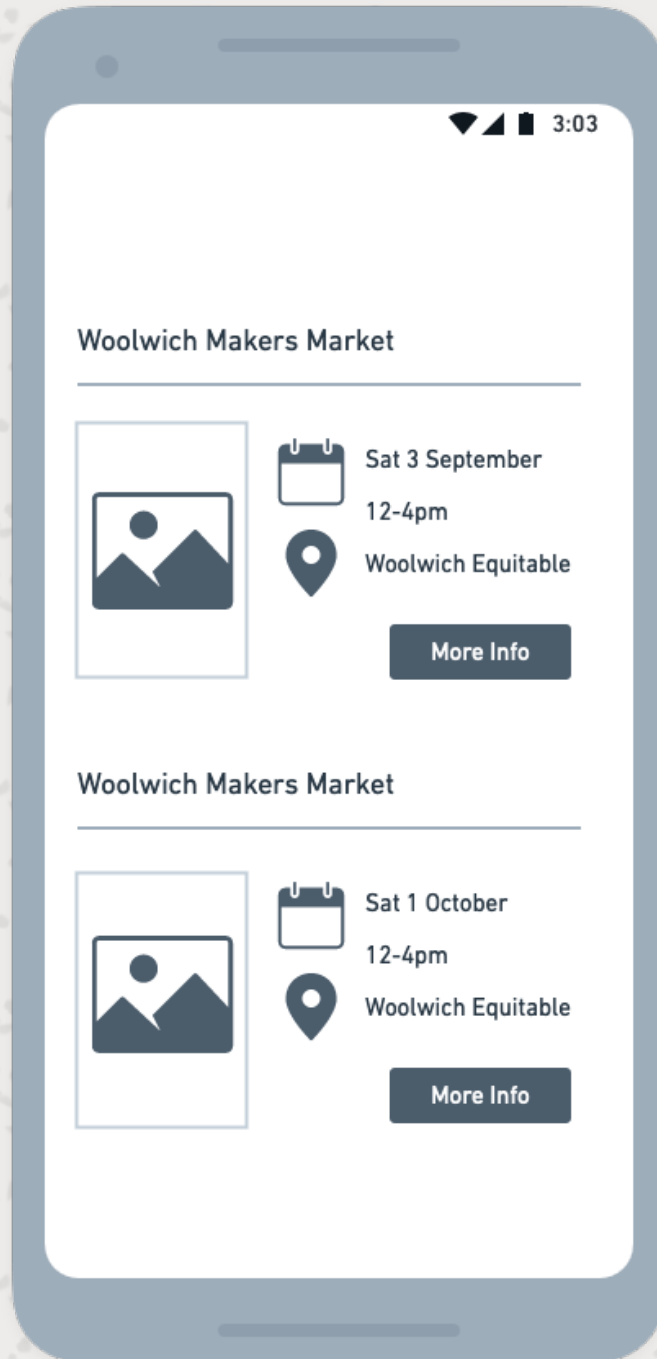 3:03
Woolwich Makers Market
Sat 3 September
12-4pm
Woolwich Equitable
More Info
Woolwich Makers Market
Sat 1 October
12-4pm
Woolwich Equitable
More Info